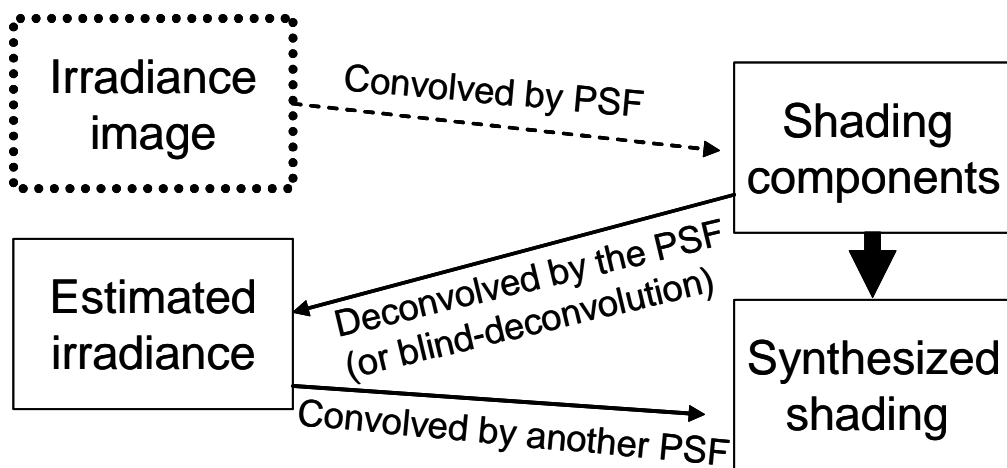 Irradiance
image
Convolved by PSF
Shading
components
Deconvolved by the PSF
(or blind-deconvolution)
Estimated
irradiance
Convolved by another PSF
Synthesized
shading